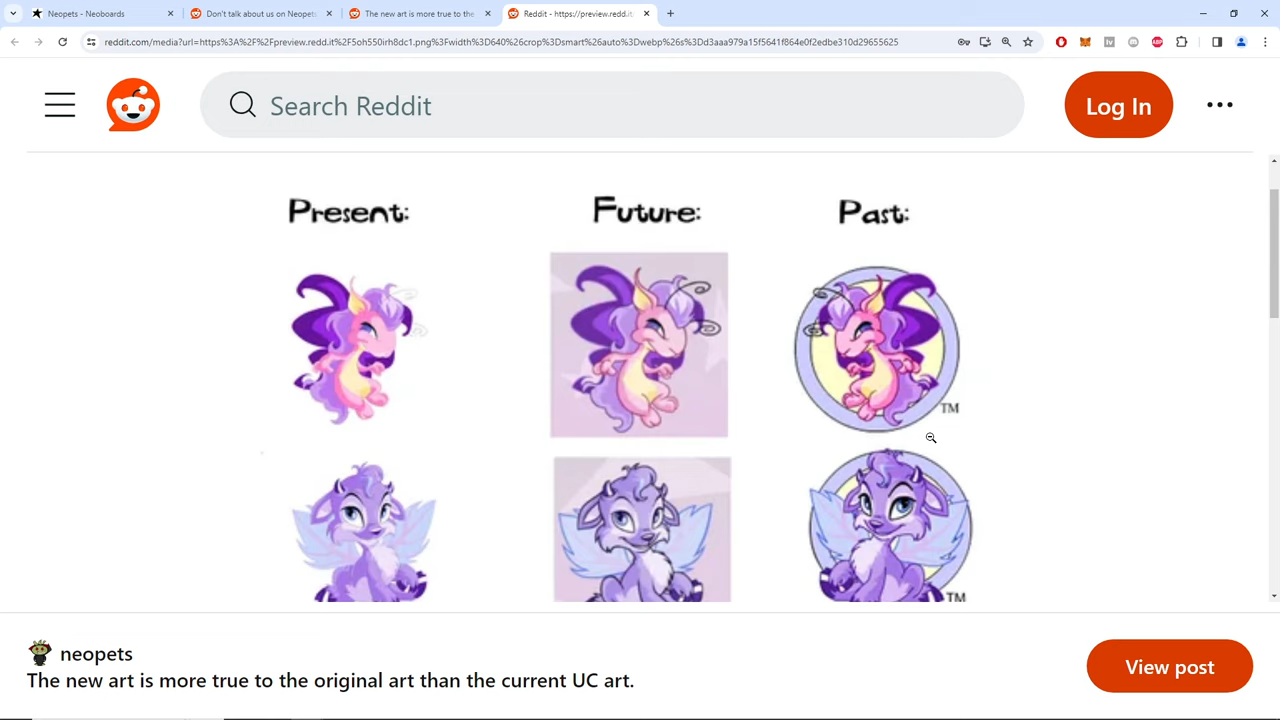 Neopets - Neoboards
Don't talk about us on Neopets
The new art is more true to the
Reddit - https://preview.redd.it/
reddit.com/media?url=https%3A%2F%2Fpreview.redd.it%2F5oh550irh8dc1.png%3Fwidth%3D640%26crop%3Dsmart%26auto%3Dwebp%26s%3Dd3aaa979a15f5641f864e0f2edbe310d29655625
Search Reddit
Log In
Present:
Future:
Past:
TM
TM
neopets
The new art is more true to the original art than the current UC art.
View post